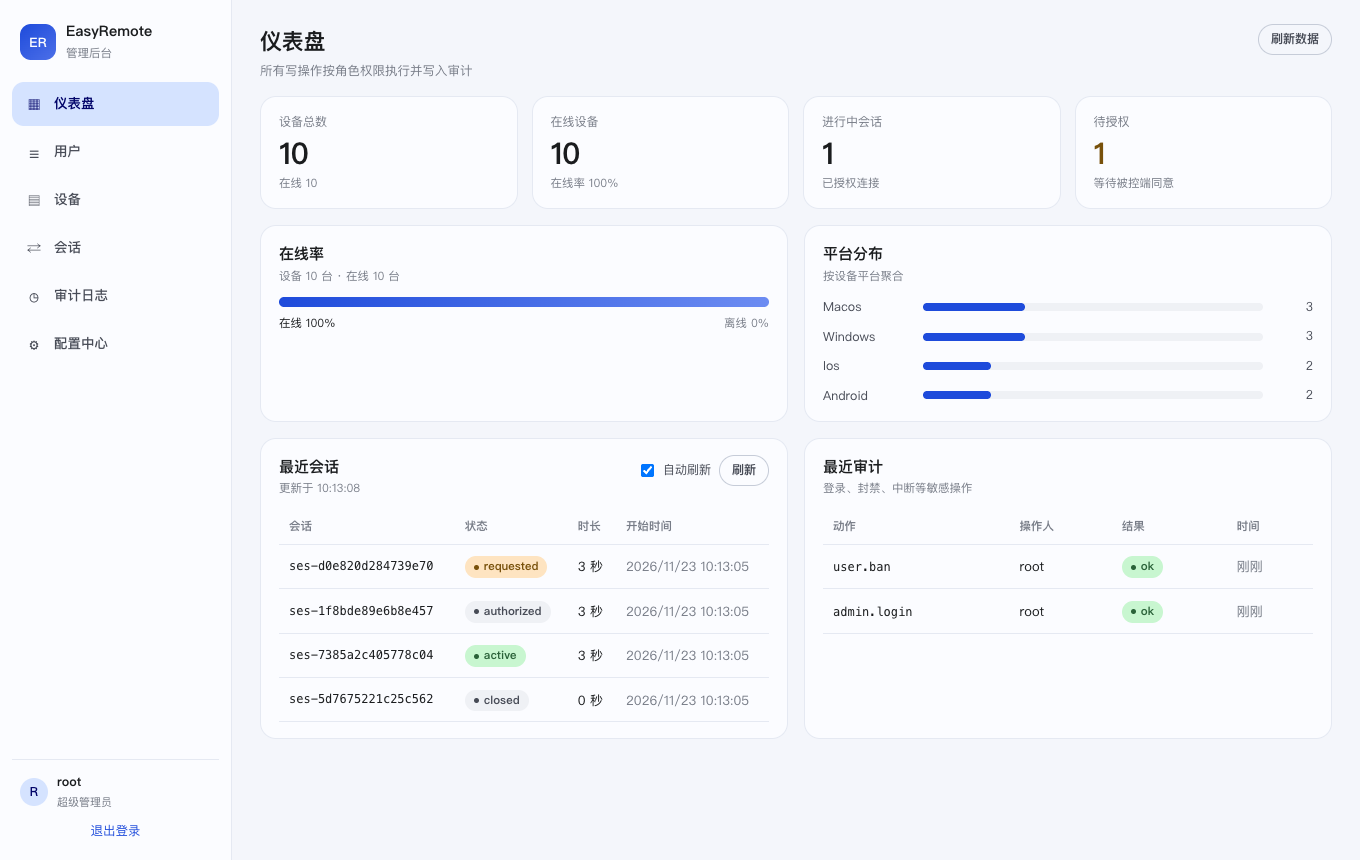 ER
EasyRemote
管理后台
仪表盘
用户
设备
会话
审计日志
配置中心
root
R
超级管理员
退出登录
仪表盘
所有写操作按角色权限执行并写入审计
刷新数据
设备总数
10
在线 10
在线设备
10
在线率 100%
进行中会话
1
已授权连接
待授权
1
等待被控端同意
在线率
设备 10 台 · 在线 10 台
在线 100% 离线 0%
平台分布
按设备平台聚合
Macos 3
Windows 3
Ios 2
Android 2
最近会话
更新于 10:13:08
自动刷新 刷新
会话 状态 时长 开始时间
ses-d0e820d284739e70 requested 3 秒 2026/11/23 10:13:05
ses-1f8bde89e6b8e457 authorized 3 秒 2026/11/23 10:13:05
ses-7385a2c405778c04 active 3 秒 2026/11/23 10:13:05
ses-5d7675221c25c562 closed 0 秒 2026/11/23 10:13:05
最近审计
登录、封禁、中断等敏感操作
动作 操作人 结果 时间
user.ban root ok 刚刚
admin.login root ok 刚刚